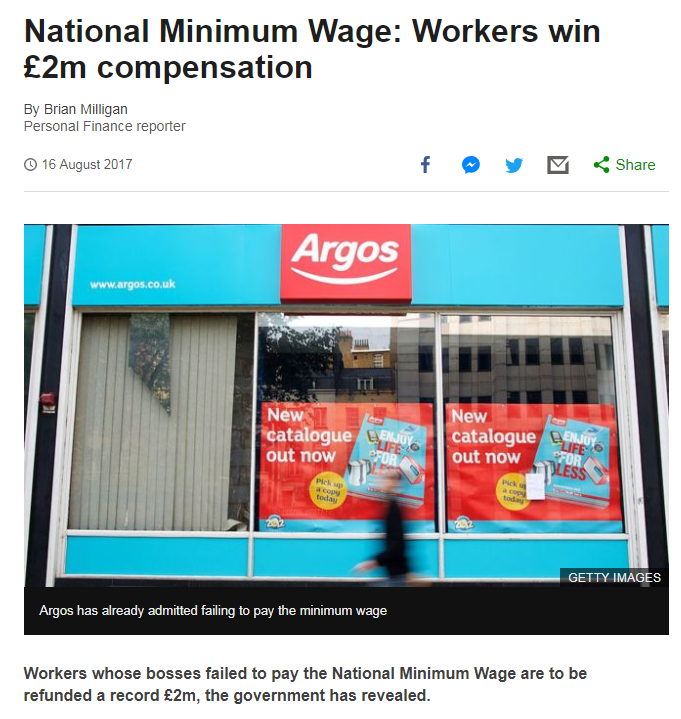 National Minimum Wage: Workers win
£2m compensation
By Brian Milligan
Personal Finance reporter
16 August 2017
Share
Argos
www.argos.co.uk
New
catalogue
out now
ENJOY
LIFE
FOR
LESS
Pick up
a copy
today
New
catalogue
out now
ENJOY
LIFE
FOR
LESS
Pick up
a copy
today
GETTY IMAGES
Argos has already admitted failing to pay the minimum wage
Workers whose bosses failed to pay the National Minimum Wage are to be
refunded a record £2m, the government has revealed.